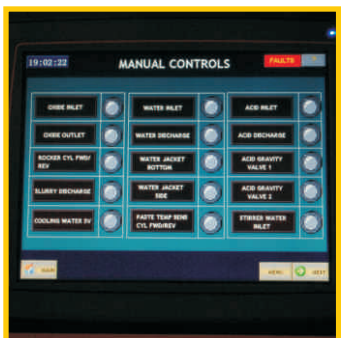 19:02:22
MANUAL CONTROLS
FAULTS
OXIDE INLET
WATER INLET
ACID INLET
OXIDE OUTLET
WATER DISCHARGE
ACID DISCHARGE
ROCKER CYL FWD/
REV
WATER JACKET
BOTTOM
ACID GRAVITY
VALVE 1
SLURRY DISCHARGE
WATER JACKET
SIDE
ACID GRAVITY
VALVE 2
COOLING WATER SV
PASTE TEMP SENR
CYL FWD/REV
STIRRER WATER
INLET
MAIN
MENU
NEXT